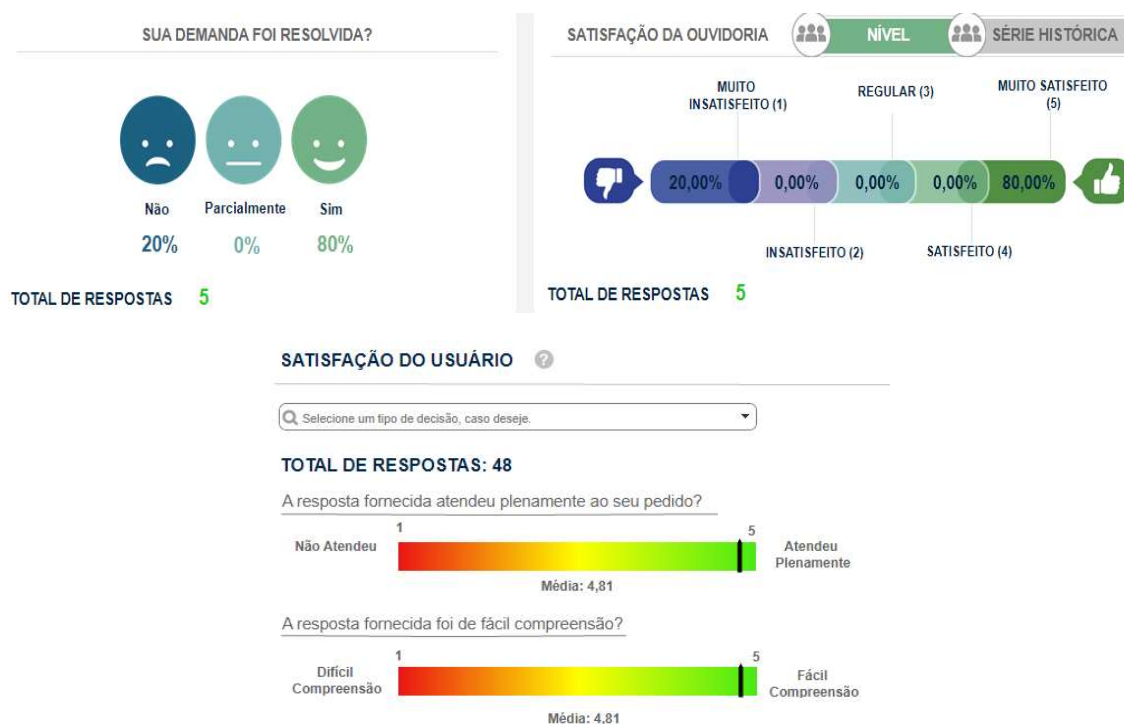 SUA DEMANDA FOI RESOLVIDA?
Não
Parcialmente
Sim
20%
0%
80%
TOTAL DE RESPOSTAS 5
SATISFAÇÃO DA OUVIDORIA
NÍVEL
SÉRIE HISTÓRICA
MUITO
INSATISFEITO (1)
REGULAR (3)
MUITO SATISFEITO
(5)
20,00%
0,00%
0,00%
0,00%
80,00%
INSATISFEITO (2)
SATISFEITO (4)
TOTAL DE RESPOSTAS 5
SATISFAÇÃO DO USUÁRIO ?
Selecione um tipo de decisão, caso deseje.
TOTAL DE RESPOSTAS: 48
A resposta fornecida atendeu plenamente ao seu pedido?
1
5
Não Atendeu
Atendeu
Plenamente
Média: 4,81
A resposta fornecida foi de fácil compreensão?
1
5
Difícil
Compreensão
Fácil
Compreensão
Média: 4,81